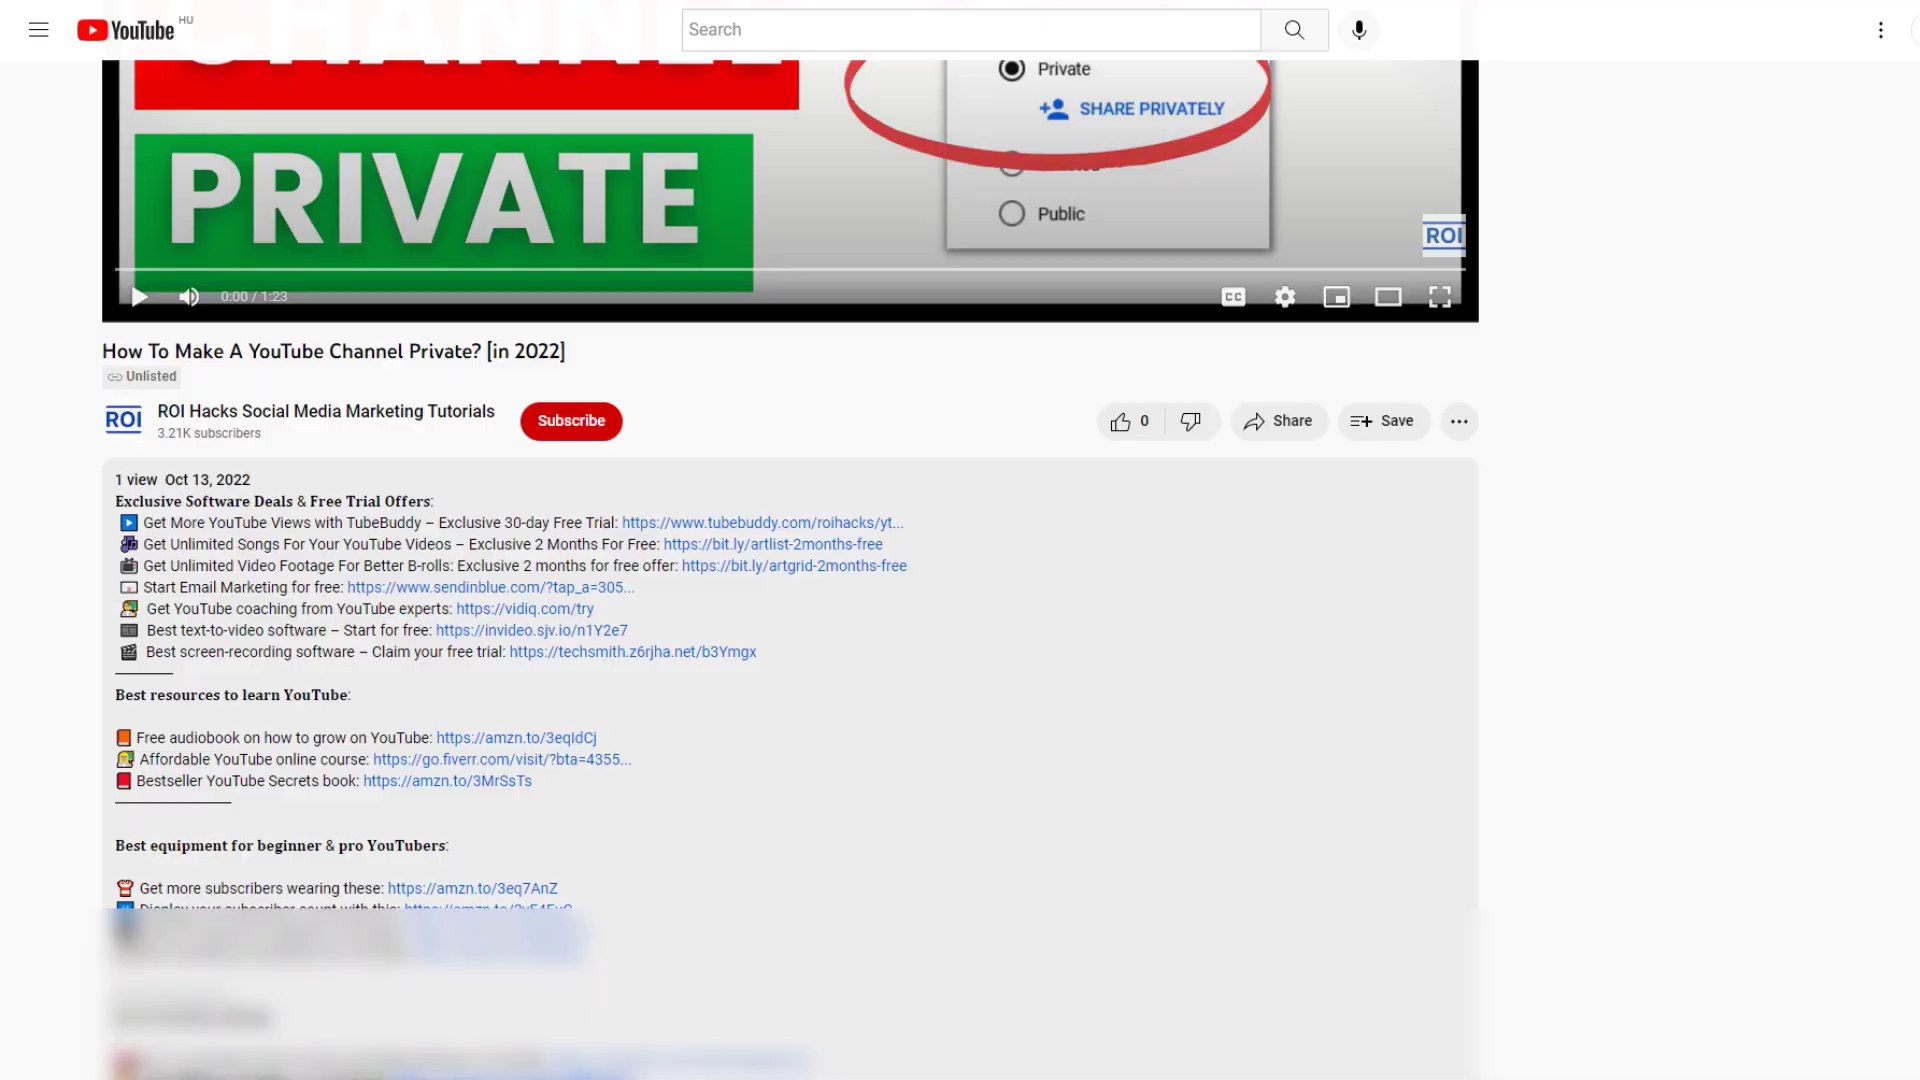 YouTube HU
Search
CHANNEL
Private
SHARE PRIVATELY
PRIVATE
Public
ROI
0:00 / 1:23
CC
How To Make A YouTube Channel Private? [in 2022]
Unlisted
ROI
ROI Hacks Social Media Marketing Tutorials
3.21K subscribers
Subscribe
0
Share
Save
1 view Oct 13, 2022
Exclusive Software Deals & Free Trial Offers:
Get More YouTube Views with TubeBuddy – Exclusive 30-day Free Trial: https://www.tubebuddy.com/roihacks/yt...
Get Unlimited Songs For Your YouTube Videos – Exclusive 2 Months For Free: https://bit.ly/artlist-2months-free
Get Unlimited Video Footage For Better B-rolls: Exclusive 2 months for free offer: https://bit.ly/artgrid-2months-free
Start Email Marketing for free: https://www.sendinblue.com/?tap_a=305...
Get YouTube coaching from YouTube experts: https://vidiq.com/try
Best text-to-video software – Start for free: https://invideo.sjv.io/n1Y2e7
Best screen-recording software – Claim your free trial: https://techsmith.z6rjha.net/b3Ymgx
Best resources to learn YouTube:
Free audiobook on how to grow on YouTube: https://amzn.to/3eqIdCj
Affordable YouTube online course: https://go.fiverr.com/visit/?bta=4355...
Bestseller YouTube Secrets book: https://amzn.to/3MrSsTs
Best equipment for beginner & pro YouTubers:
Get more subscribers wearing these: https://amzn.to/3eq7AnZ
Display your subscriber count with this: